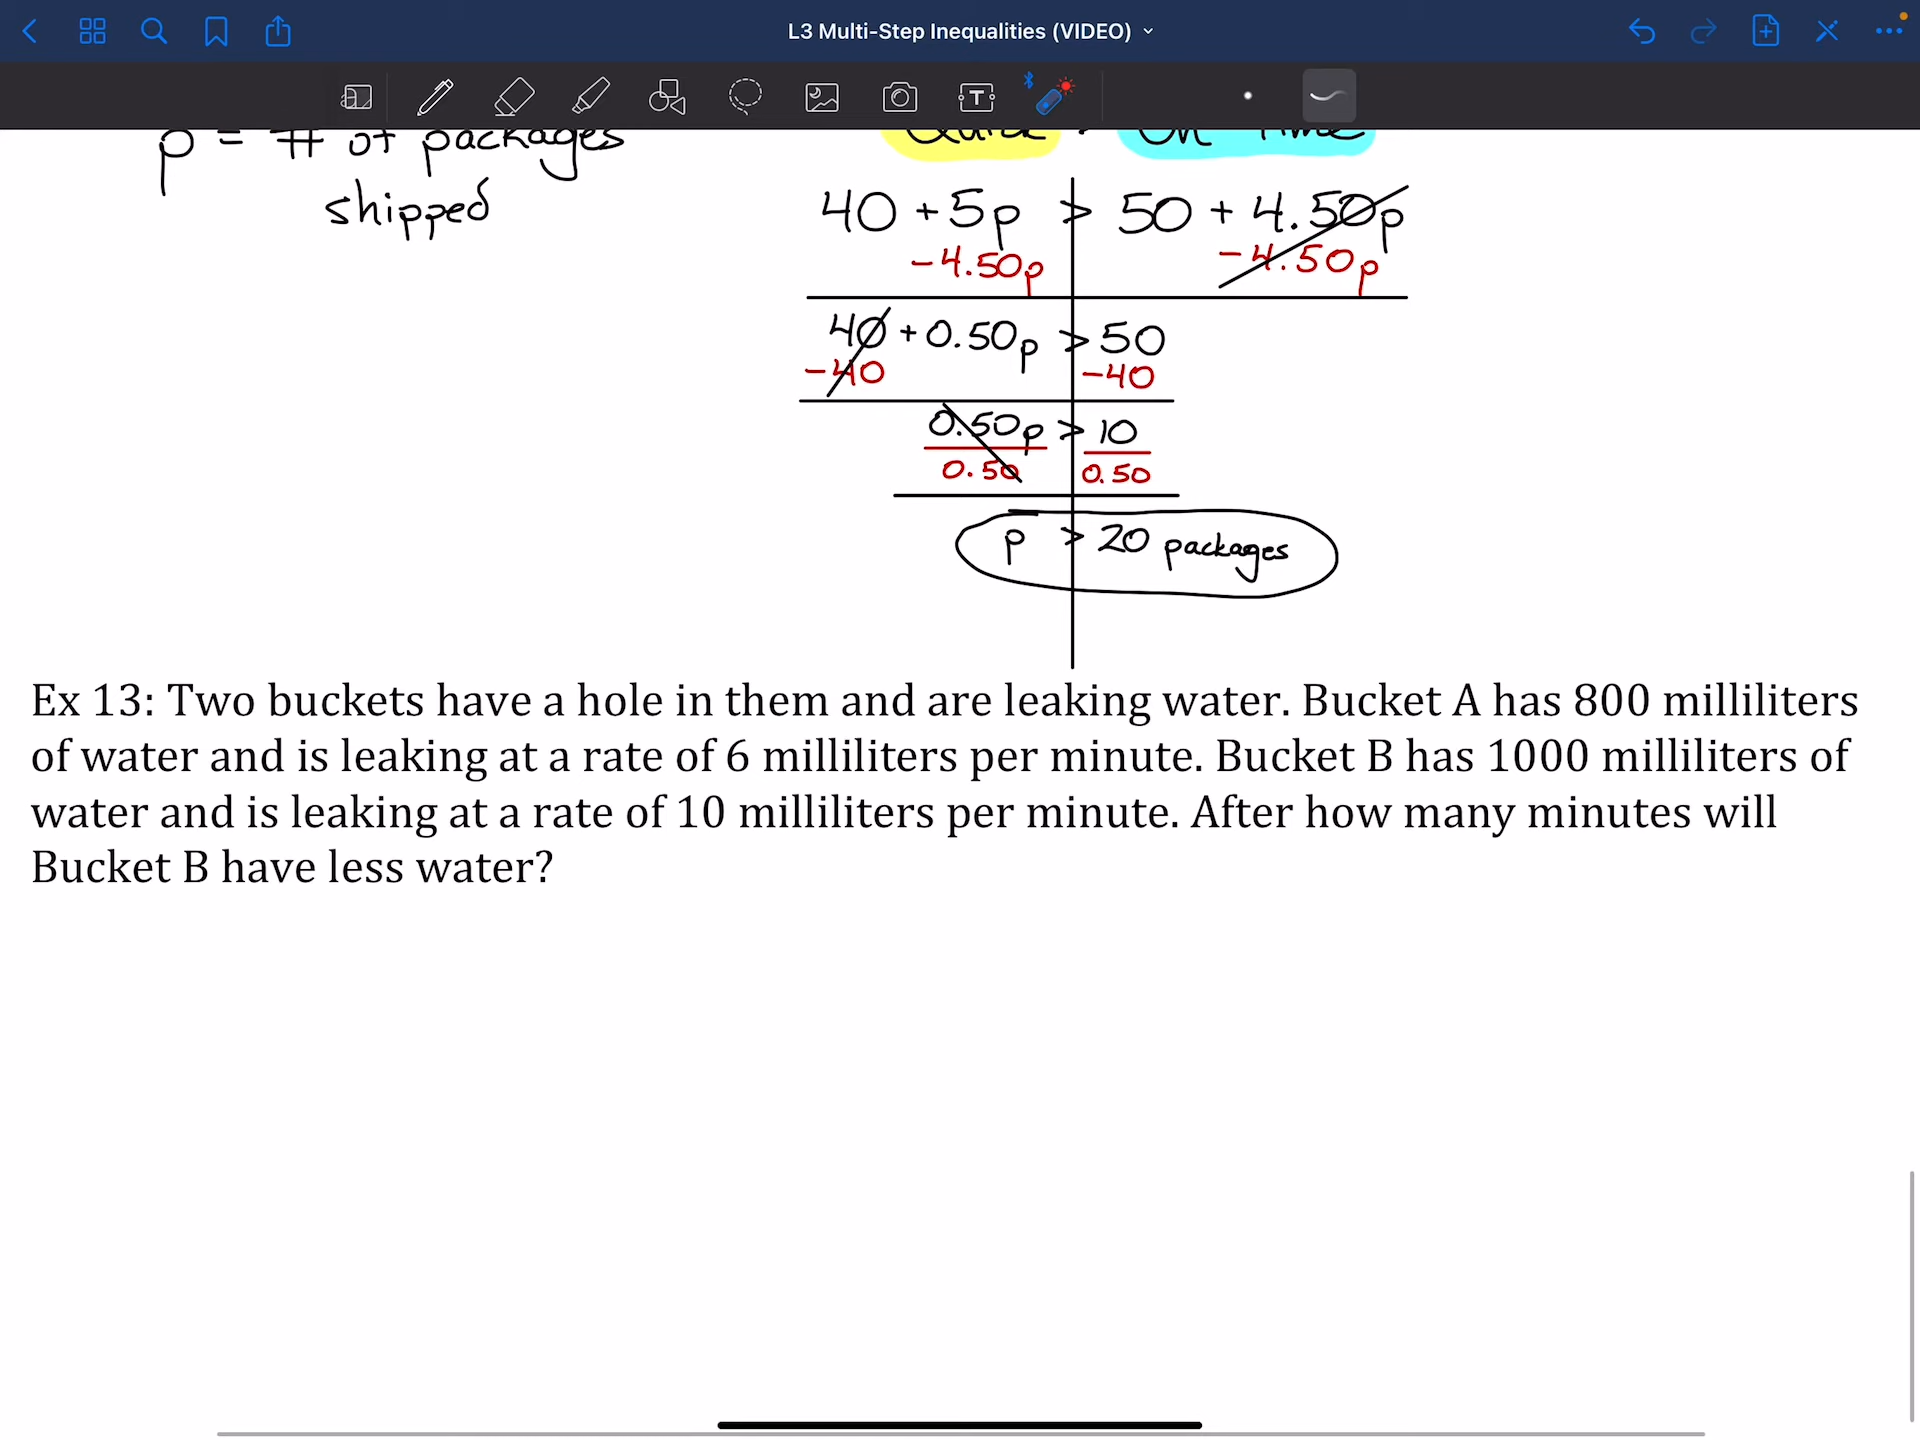 L3 Multi-Step Inequalities (VIDEO)
p = # of packages
shipped
Quick > On Time
40 + 5p > 50 + 4.50p
-4.50p -4.50p
40 + 0.50p > 50
-40 -40
0.50p > 10
0.50 0.50
p > 20 packages
Ex 13: Two buckets have a hole in them and are leaking water. Bucket A has 800 milliliters
of water and is leaking at a rate of 6 milliliters per minute. Bucket B has 1000 milliliters of
water and is leaking at a rate of 10 milliliters per minute. After how many minutes will
Bucket B have less water?